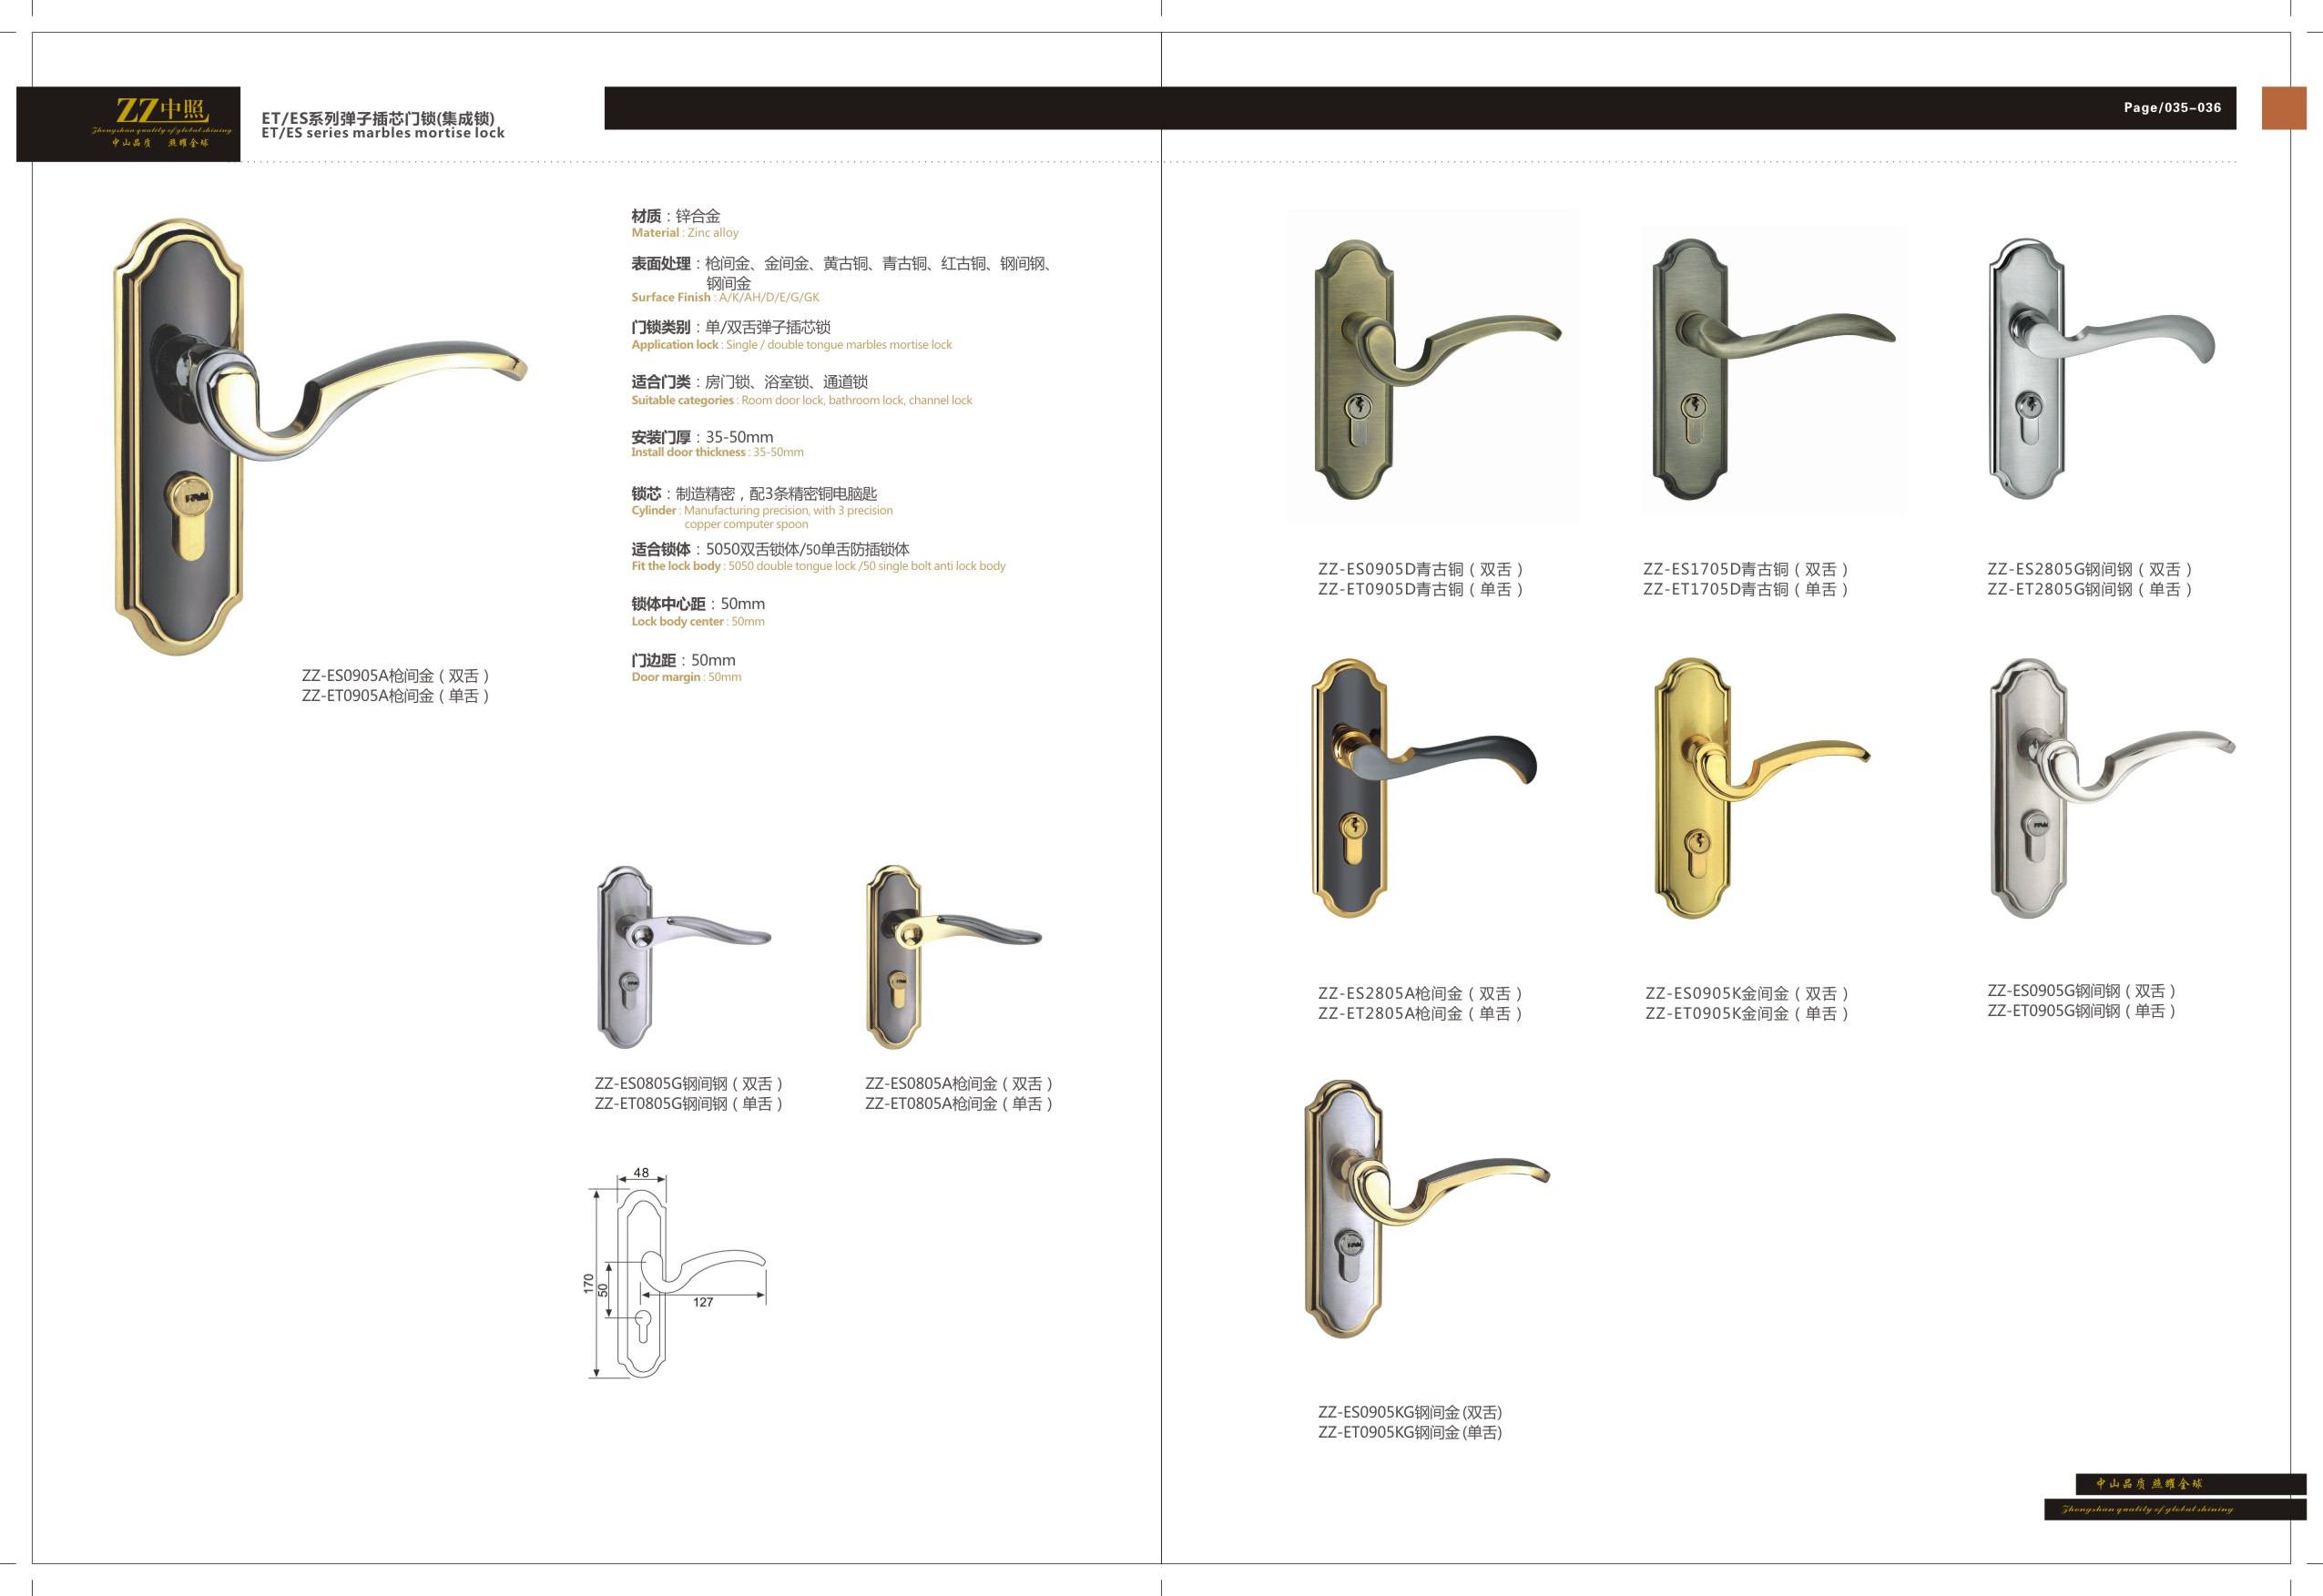 ZZ中照
Zhongshan quality of global shining
中山品质 照耀全球
ET/ES系列弹子插芯门锁(集成锁)
ET/ES series marbles mortise lock
Page/035-036
材质：锌合金
Material : Zinc alloy
表面处理：枪间金、金间金、黄古铜、青古铜、红古铜、钢间钢、
钢间金
Surface Finish : A/K/AH/D/E/G/GK
门锁类别：单/双舌弹子插芯锁
Application lock : Single / double tongue marbles mortise lock
适合门类：房门锁、浴室锁、通道锁
Suitable categories : Room door lock, bathroom lock, channel lock
安装门厚：35-50mm
Install door thickness : 35-50mm
锁芯：制造精密，配3条精密铜电脑匙
Cylinder : Manufacturing precision, with 3 precision
copper computer spoon
适合锁体：5050双舌锁体/50单舌防插锁体
Fit the lock body : 5050 double tongue lock /50 single bolt anti lock body
锁体中心距：50mm
Lock body center : 50mm
门边距：50mm
Door margin : 50mm
ZZ-ES0905A枪间金（双舌）
ZZ-ET0905A枪间金（单舌）
ZZ-ES0805G钢间钢（双舌）
ZZ-ET0805G钢间钢（单舌）
ZZ-ES0805A枪间金（双舌）
ZZ-ET0805A枪间金（单舌）
48
170
50
127
ZZ-ES0905D青古铜（双舌）
ZZ-ET0905D青古铜（单舌）
ZZ-ES1705D青古铜（双舌）
ZZ-ET1705D青古铜（单舌）
ZZ-ES2805G钢间钢（双舌）
ZZ-ET2805G钢间钢（单舌）
ZZ-ES2805A枪间金（双舌）
ZZ-ET2805A枪间金（单舌）
ZZ-ES0905K金间金（双舌）
ZZ-ET0905K金间金（单舌）
ZZ-ES0905G钢间钢（双舌）
ZZ-ET0905G钢间钢（单舌）
ZZ-ES0905KG钢间金(双舌)
ZZ-ET0905KG钢间金(单舌)
中山品质 照耀全球
Zhongshan quality of global shining